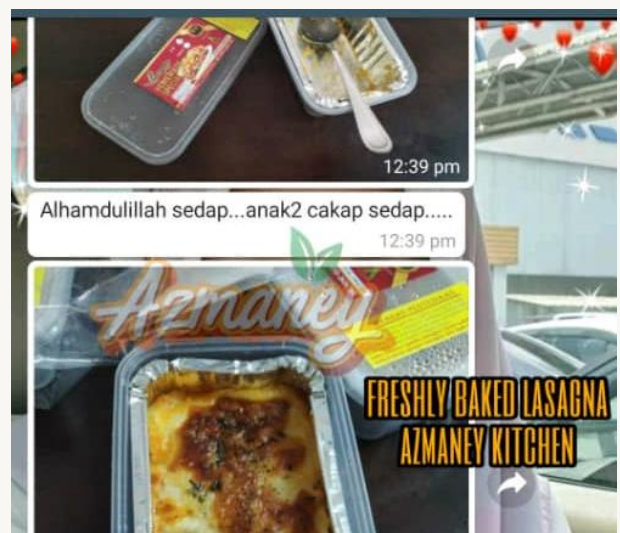 12:39 pm
Alhamdulillah sedap...anak2 cakap sedap.....
12:39 pm
Azmaney
FRESHLY BAKED LASAGNA
AZMANEY KITCHEN